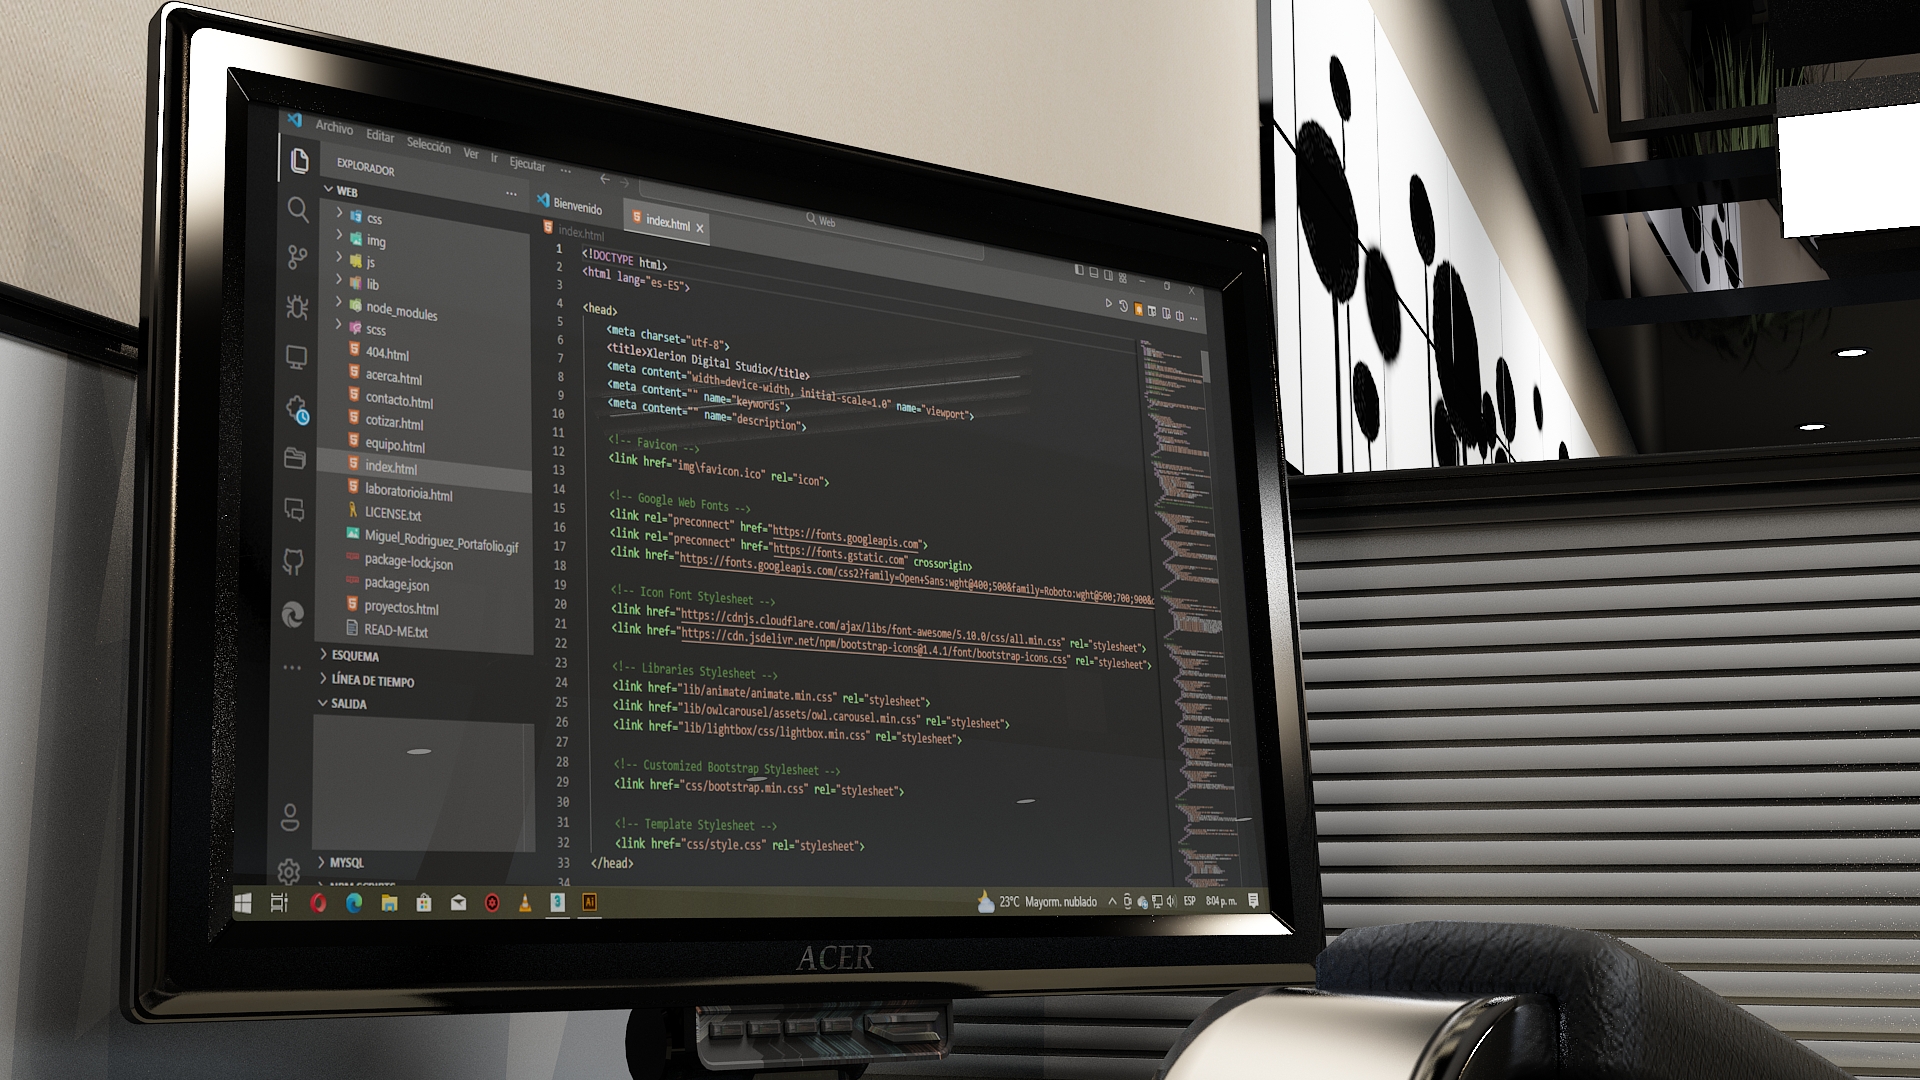 Archivo Editar Selección Ver Ir Ejecutar ...
Web
EXPLORADOR ...
WEB
css
img
js
lib
node_modules
scss
404.html
acerca.html
contacto.html
cotizar.html
equipo.html
index.html
laboratorioia.html
LICENSE.txt
Miguel_Rodriguez_Portafolio.gif
package-lock.json
package.json
proyectos.html
READ-ME.txt
ESQUEMA
LÍNEA DE TIEMPO
SALIDA
MYSQL
NPM SCRIPTS
Bienvenido
index.html
index.html
1 <!DOCTYPE html>
2 <html lang="es-ES">
3
4 <head>
5 <meta charset="utf-8">
6 <title>Xlerion Digital Studio</title>
7 <meta content="width=device-width, initial-scale=1.0" name="viewport">
8 <meta content="" name="keywords">
9 <meta content="" name="description">
10
11 <!-- Favicon -->
12 <link href="img\favicon.ico" rel="icon">
13
14 <!-- Google Web Fonts -->
15 <link rel="preconnect" href="https://fonts.googleapis.com">
16 <link rel="preconnect" href="https://fonts.gstatic.com" crossorigin>
17 <link href="https://fonts.googleapis.com/css2?family=Open+Sans:wght@400;500&family=Roboto:wght@500;700;900&
18
19 <!-- Icon Font Stylesheet -->
20 <link href="https://cdnjs.cloudflare.com/ajax/libs/font-awesome/5.10.0/css/all.min.css" rel="stylesheet">
21 <link href="https://cdn.jsdelivr.net/npm/bootstrap-icons@1.4.1/font/bootstrap-icons.css" rel="stylesheet">
22
23 <!-- Libraries Stylesheet -->
24 <link href="lib/animate/animate.min.css" rel="stylesheet">
25 <link href="lib/owlcarousel/assets/owl.carousel.min.css" rel="stylesheet">
26 <link href="lib/lightbox/css/lightbox.min.css" rel="stylesheet">
27
28 <!-- Customized Bootstrap Stylesheet -->
29 <link href="css/bootstrap.min.css" rel="stylesheet">
30
31 <!-- Template Stylesheet -->
32 <link href="css/style.css" rel="stylesheet">
33 </head>
34
3 Ai 23°C Mayorm. nublado ESP 8:04 p. m.
ACER